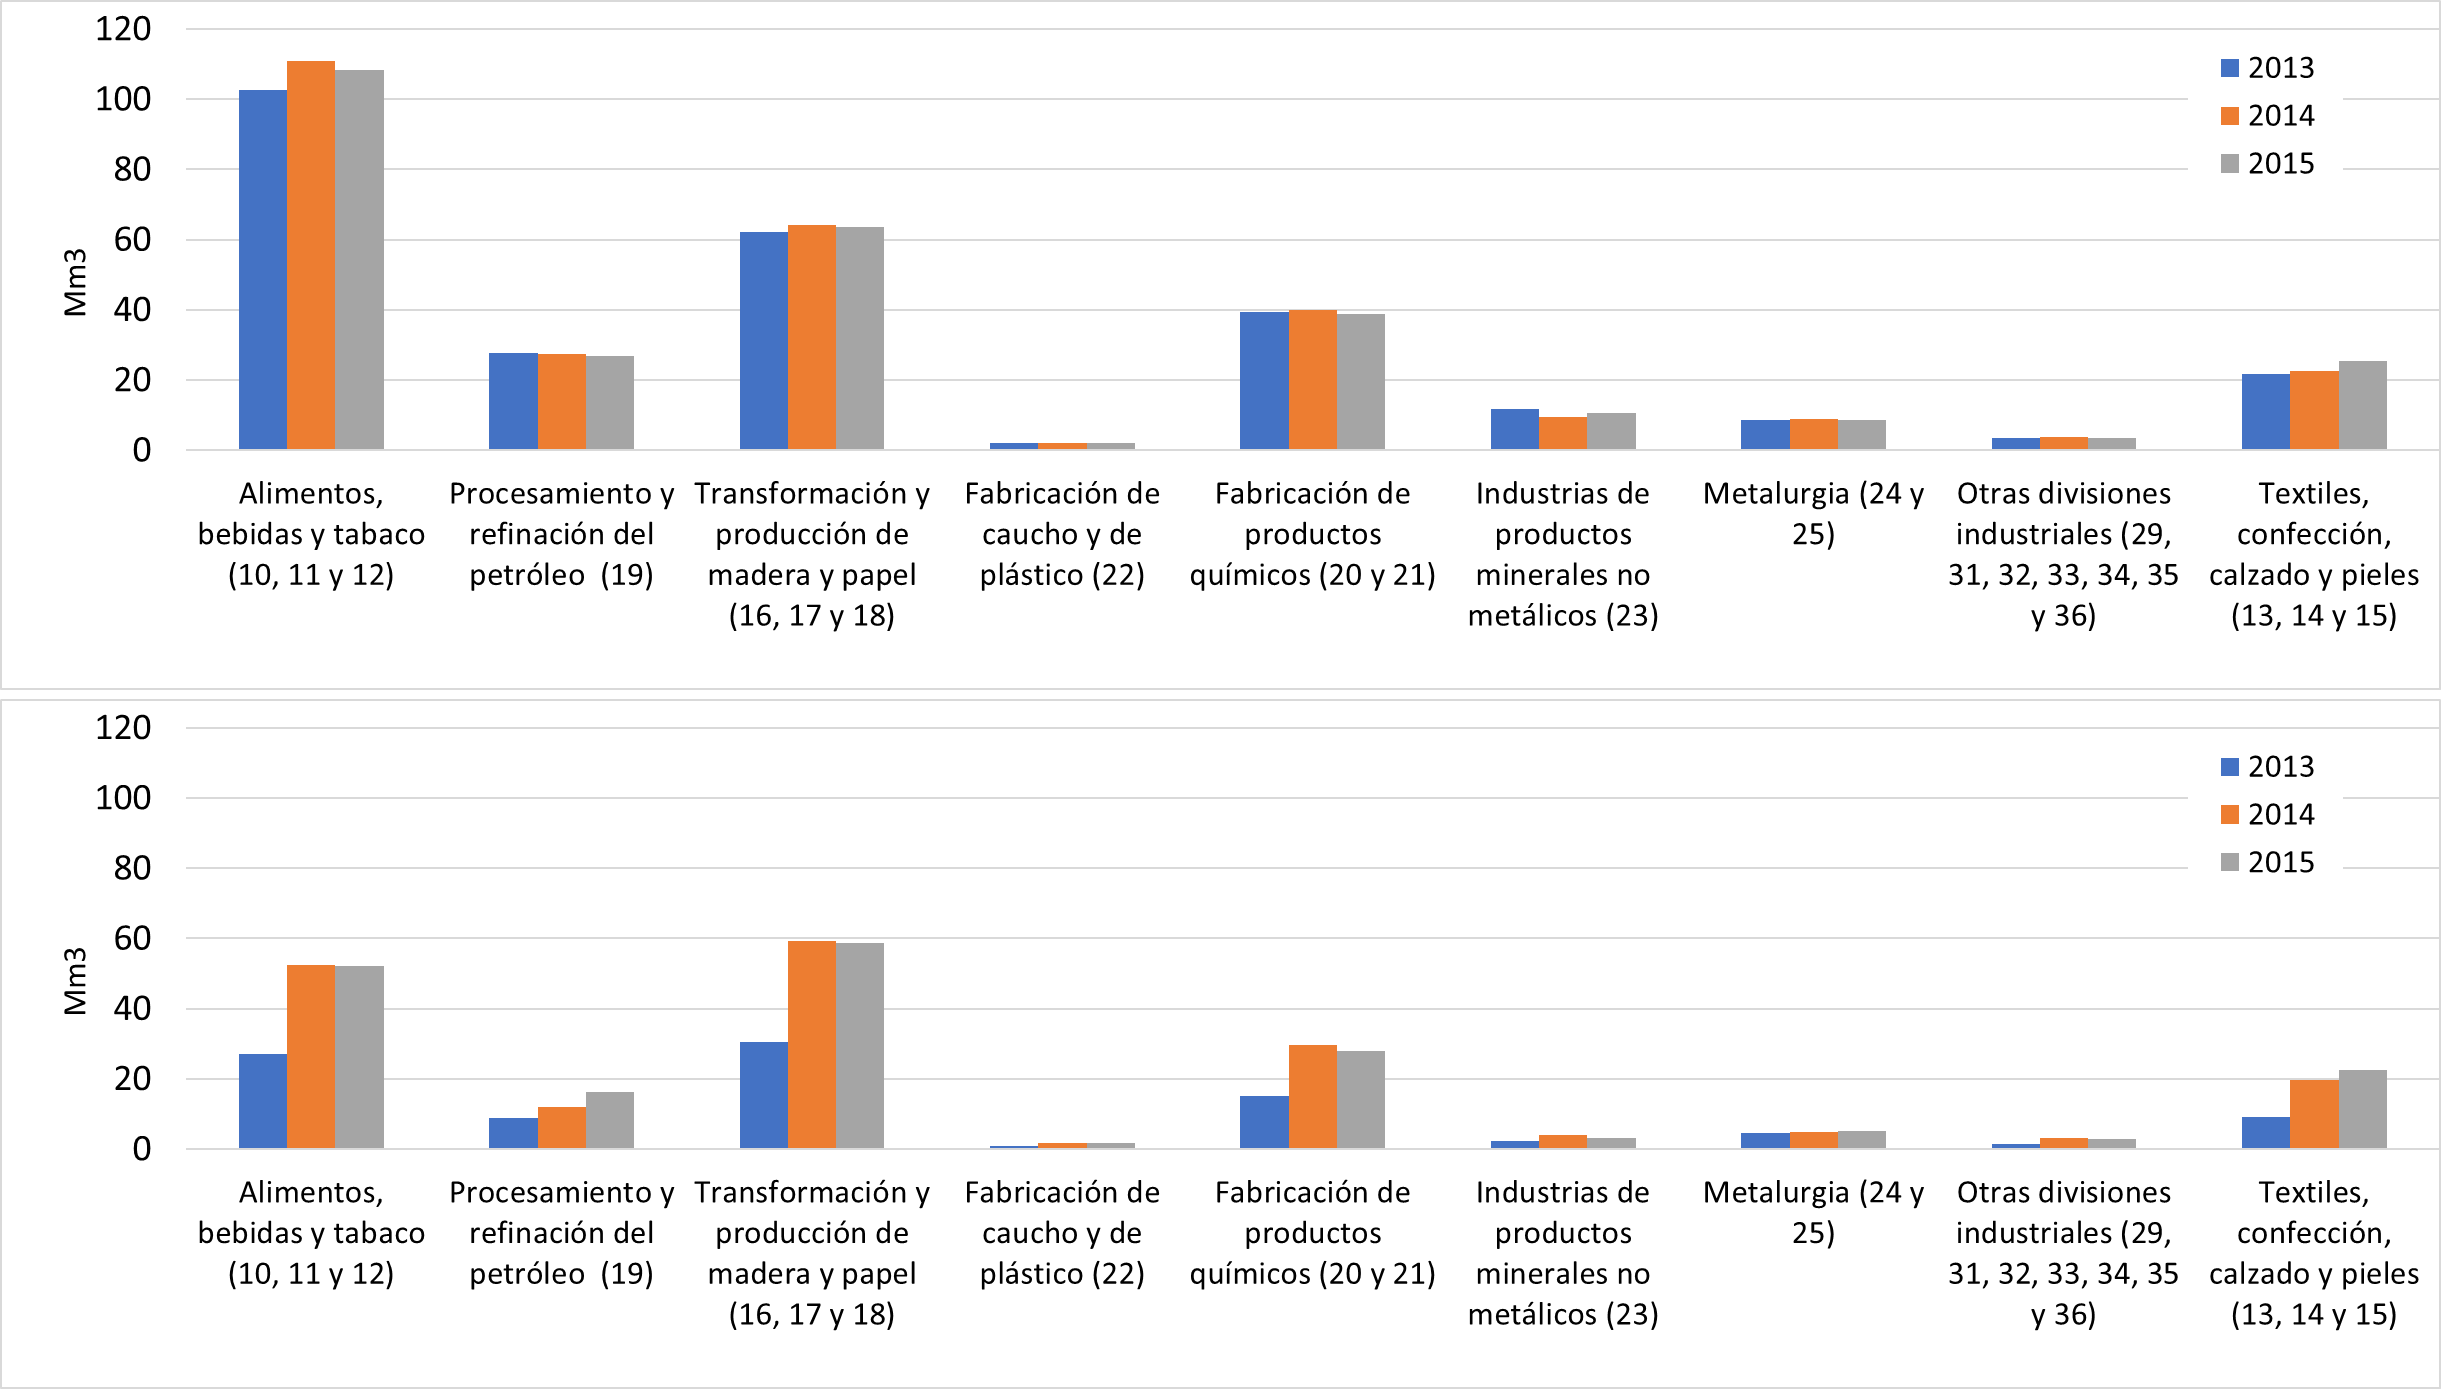 120
100
80
60
40
20
0
Mm3
2013
2014
2015
Alimentos,
bebidas y tabaco
(10, 11 y 12)
Procesamiento y
refinación del
petróleo (19)
Transformación y
producción de
madera y papel
(16, 17 y 18)
Fabricación de
caucho y de
plástico (22)
Fabricación de
productos
químicos (20 y 21)
Industrias de
productos
minerales no
metálicos (23)
Metalurgia (24 y
25)
Otras divisiones
industriales (29,
31, 32, 33, 34, 35
y 36)
Textiles,
confección,
calzado y pieles
(13, 14 y 15)
120
100
80
60
40
20
0
Mm3
2013
2014
2015
Alimentos,
bebidas y tabaco
(10, 11 y 12)
Procesamiento y
refinación del
petróleo (19)
Transformación y
producción de
madera y papel
(16, 17 y 18)
Fabricación de
caucho y de
plástico (22)
Fabricación de
productos
químicos (20 y 21)
Industrias de
productos
minerales no
metálicos (23)
Metalurgia (24 y
25)
Otras divisiones
industriales (29,
31, 32, 33, 34, 35
y 36)
Textiles,
confección,
calzado y pieles
(13, 14 y 15)